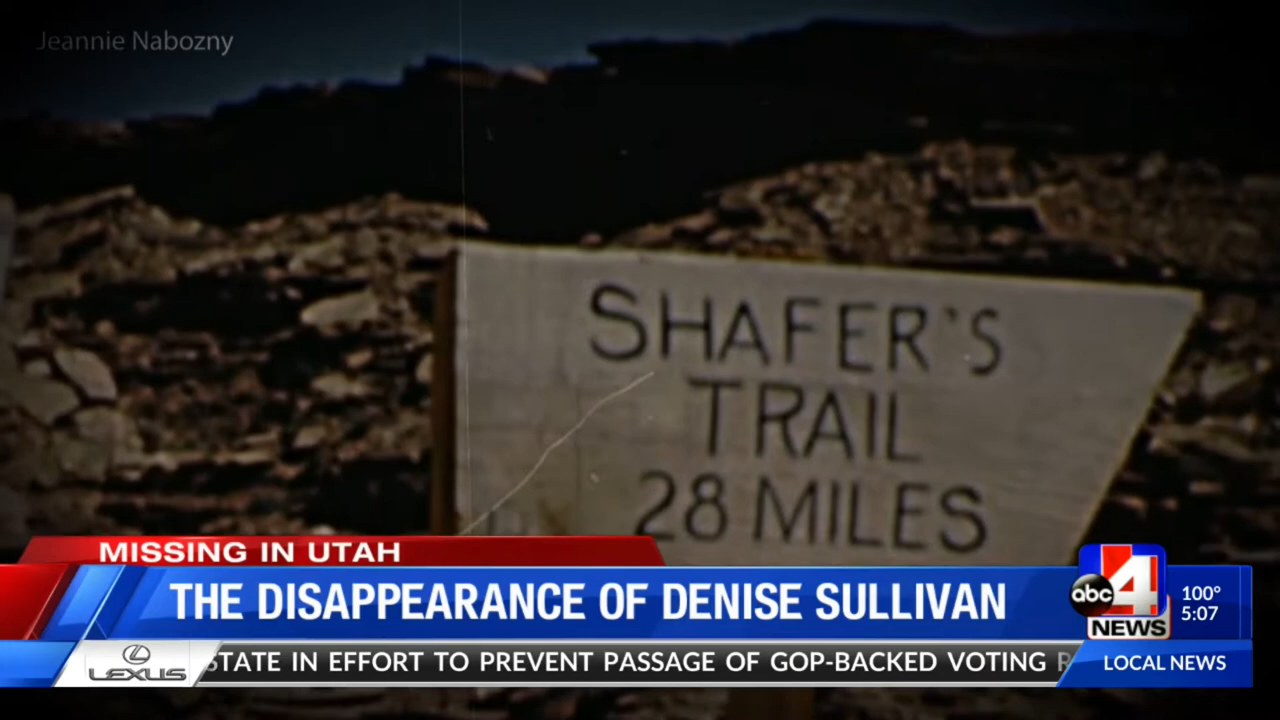 Jeannie Nabozny
SHAFER'S
TRAIL
28 MILES
MISSING IN UTAH
THE DISAPPEARANCE OF DENISE SULLIVAN
abc 4
NEWS
100°
5:07
LEXUS
STATE IN EFFORT TO PREVENT PASSAGE OF GOP-BACKED VOTING
LOCAL NEWS